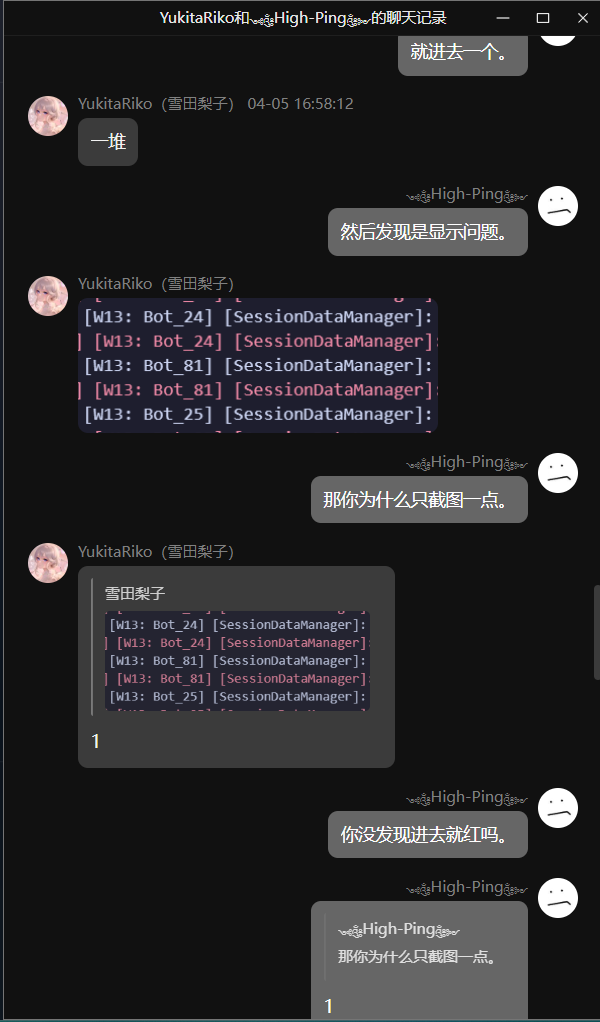 YukitaRiko和࿐High-Ping࿐的聊天记录
就进去一个。
YukitaRiko（雪田梨子） 04-05 16:58:12
一堆
High-Ping
然后发现是显示问题。
YukitaRiko（雪田梨子）
[W13: Bot_24] [SessionDataManager]:
] [W13: Bot_24] [SessionDataManager]:
[W13: Bot_81] [SessionDataManager]:
] [W13: Bot_81] [SessionDataManager]:
[W13: Bot_25] [SessionDataManager]:
High-Ping
那你为什么只截图一点。
YukitaRiko（雪田梨子）
雪田梨子
[W13: Bot_24] [SessionDataManager]:
] [W13: Bot_24] [SessionDataManager]:
[W13: Bot_81] [SessionDataManager]:
] [W13: Bot_81] [SessionDataManager]:
[W13: Bot_25] [SessionDataManager]:
1
High-Ping
你没发现进去就红吗。
High-Ping
High-Ping
那你为什么只截图一点。
1